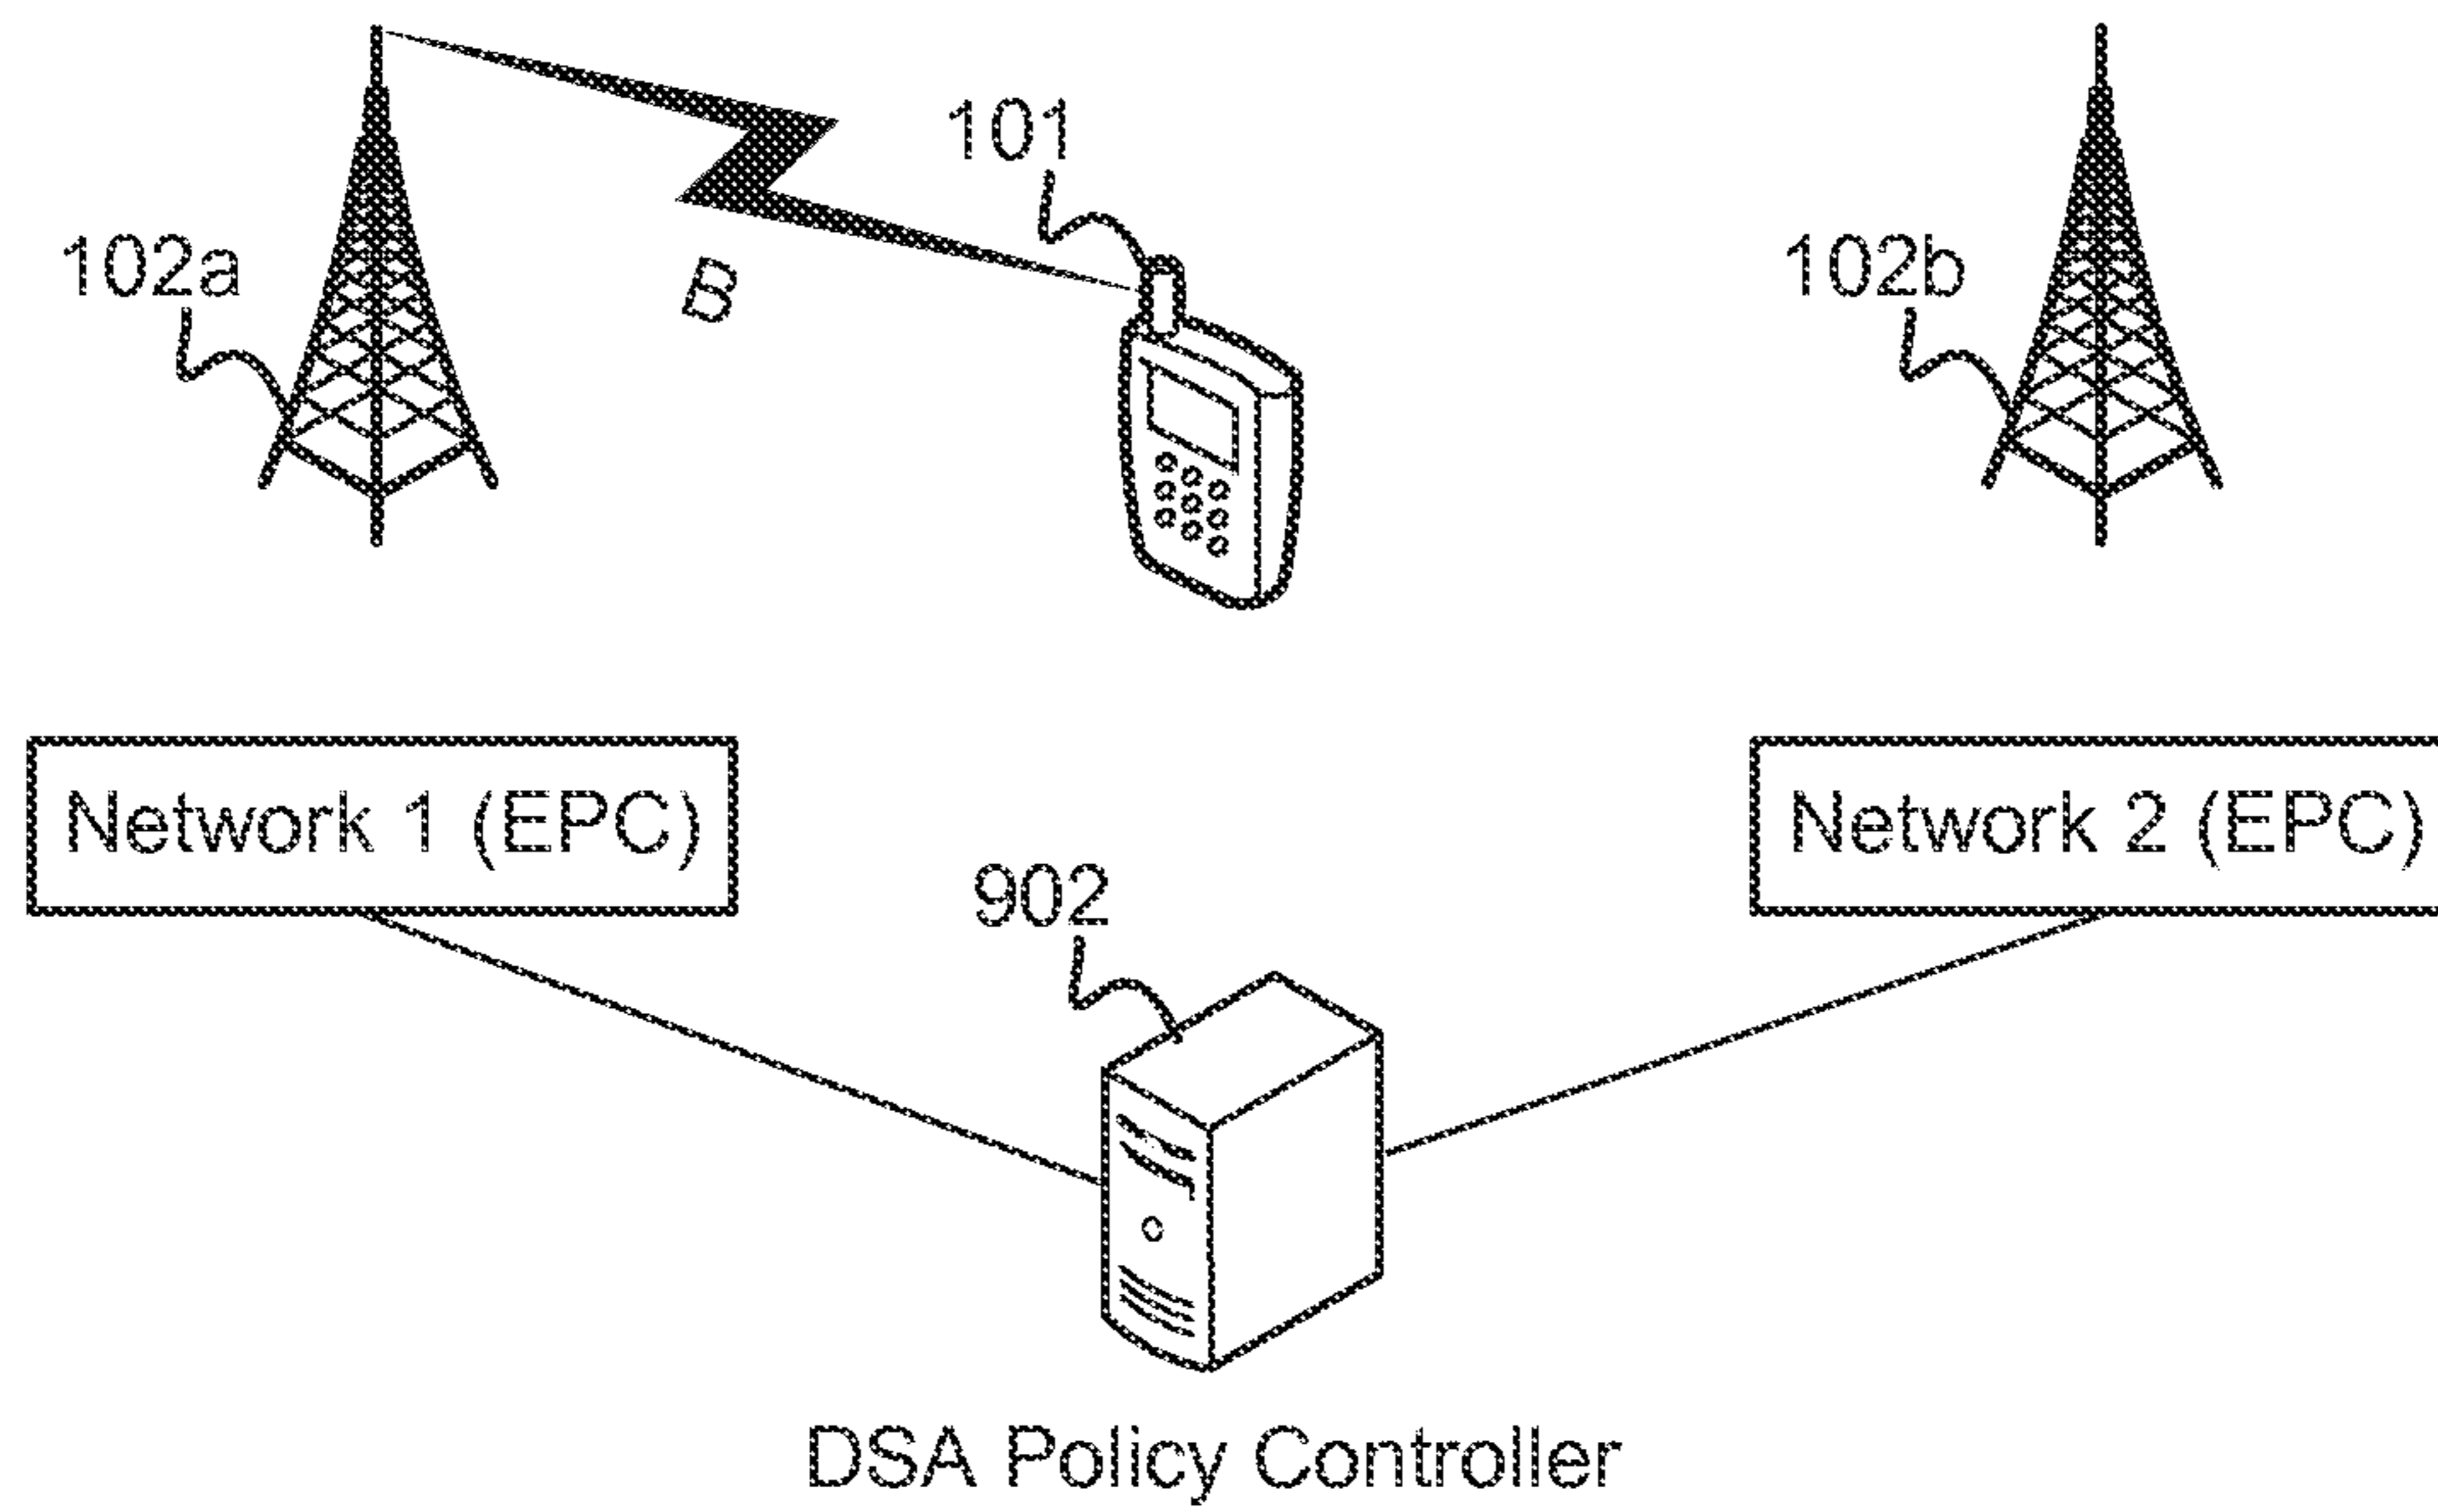 101
102a
102b
B
Network 1 (EPC)
Network 2 (EPC)
902
DSA Policy Controller